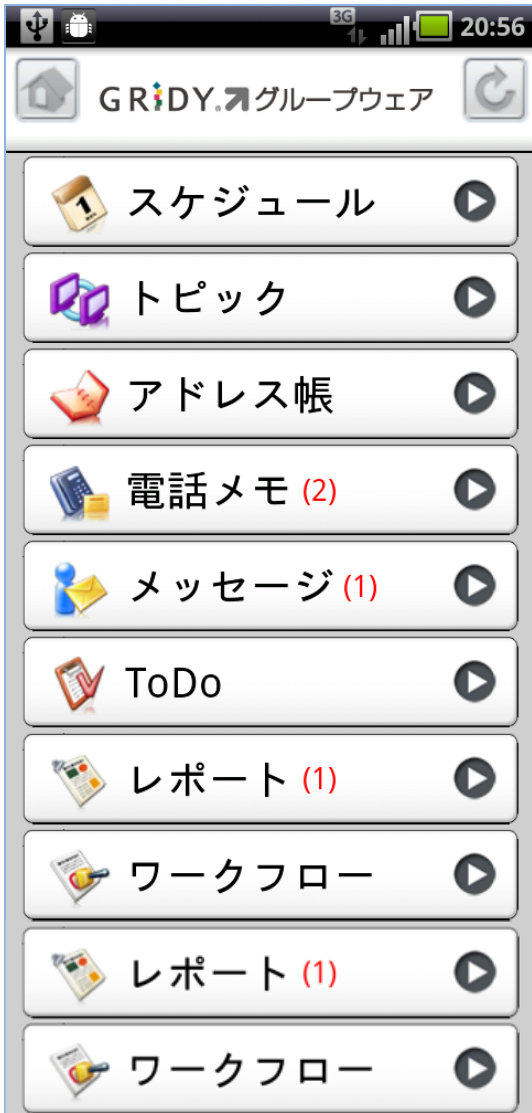 3G 20:56
GRiDY. グループウェア
スケジュール
トピック
アドレス帳
電話メモ (2)
メッセージ (1)
ToDo
レポート (1)
ワークフロー
レポート (1)
ワークフロー